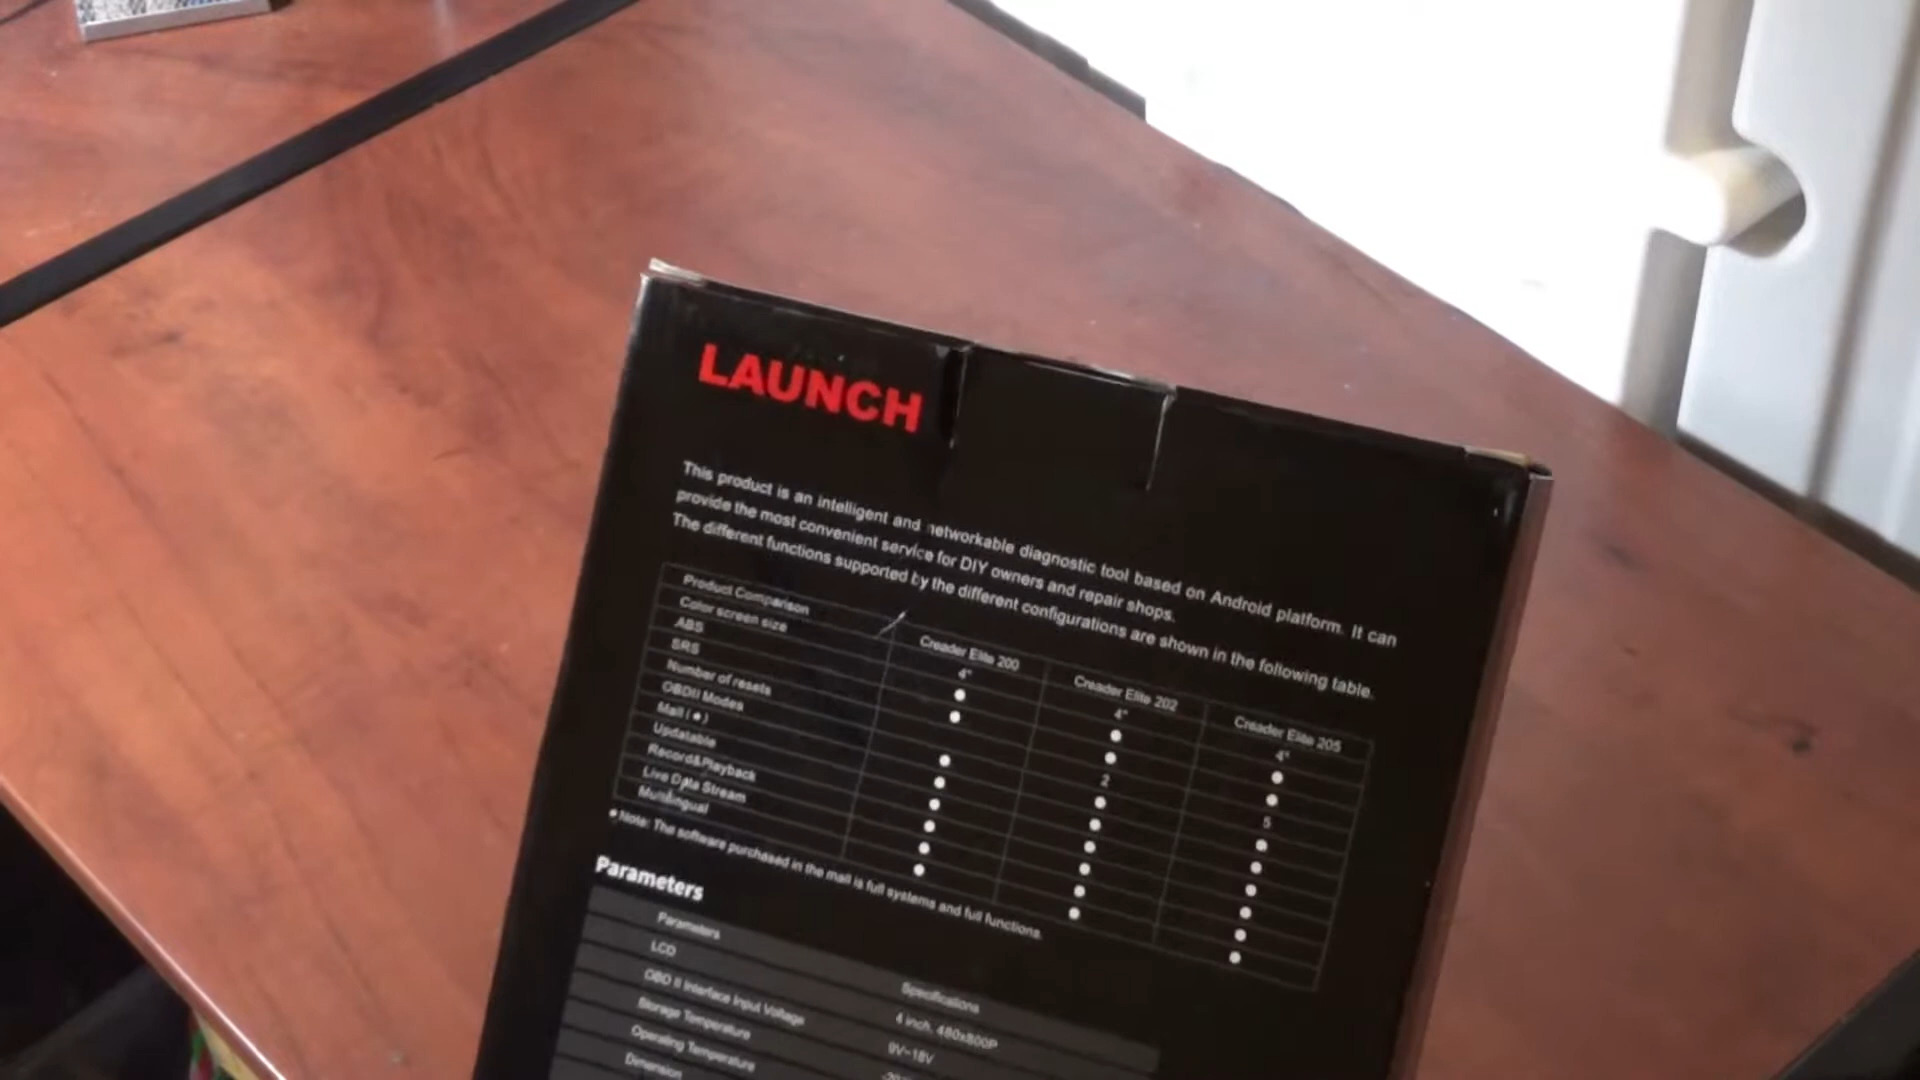 LAUNCH
This product is an intelligent and networkable diagnostic tool based on Android platform. It can
provide the most convenient service for DIY owners and repair shops.
The different functions supported by the different configurations are shown in the following table.
Product Comparison Creader Elite 200 Creader Elite 202 Creader Elite 205
Color screen size 4" 4" 4"
ABS ● ● ●
SRS ● ● ●
Number of resets 2 5
OBDII Modes ● ● ●
Mall (●) ● ● ●
Updatable ● ● ●
Record&Playback ● ● ●
Live Data Stream ● ● ●
Multilingual ● ● ●
● Note: The software purchased in the mall is full systems and full functions.
Parameters
Parameters Specifications
LCD 4 inch, 480x800P
OBD II Interface Input Voltage 9V~18V
Storage Temperature
Operating Temperature
Dimension